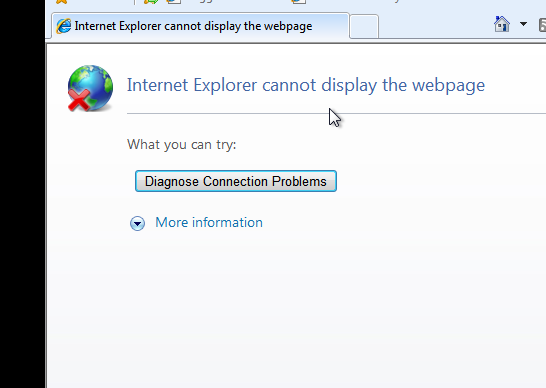 Internet Explorer cannot display the webpage
Internet Explorer cannot display the webpage
What you can try:
Diagnose Connection Problems
More information